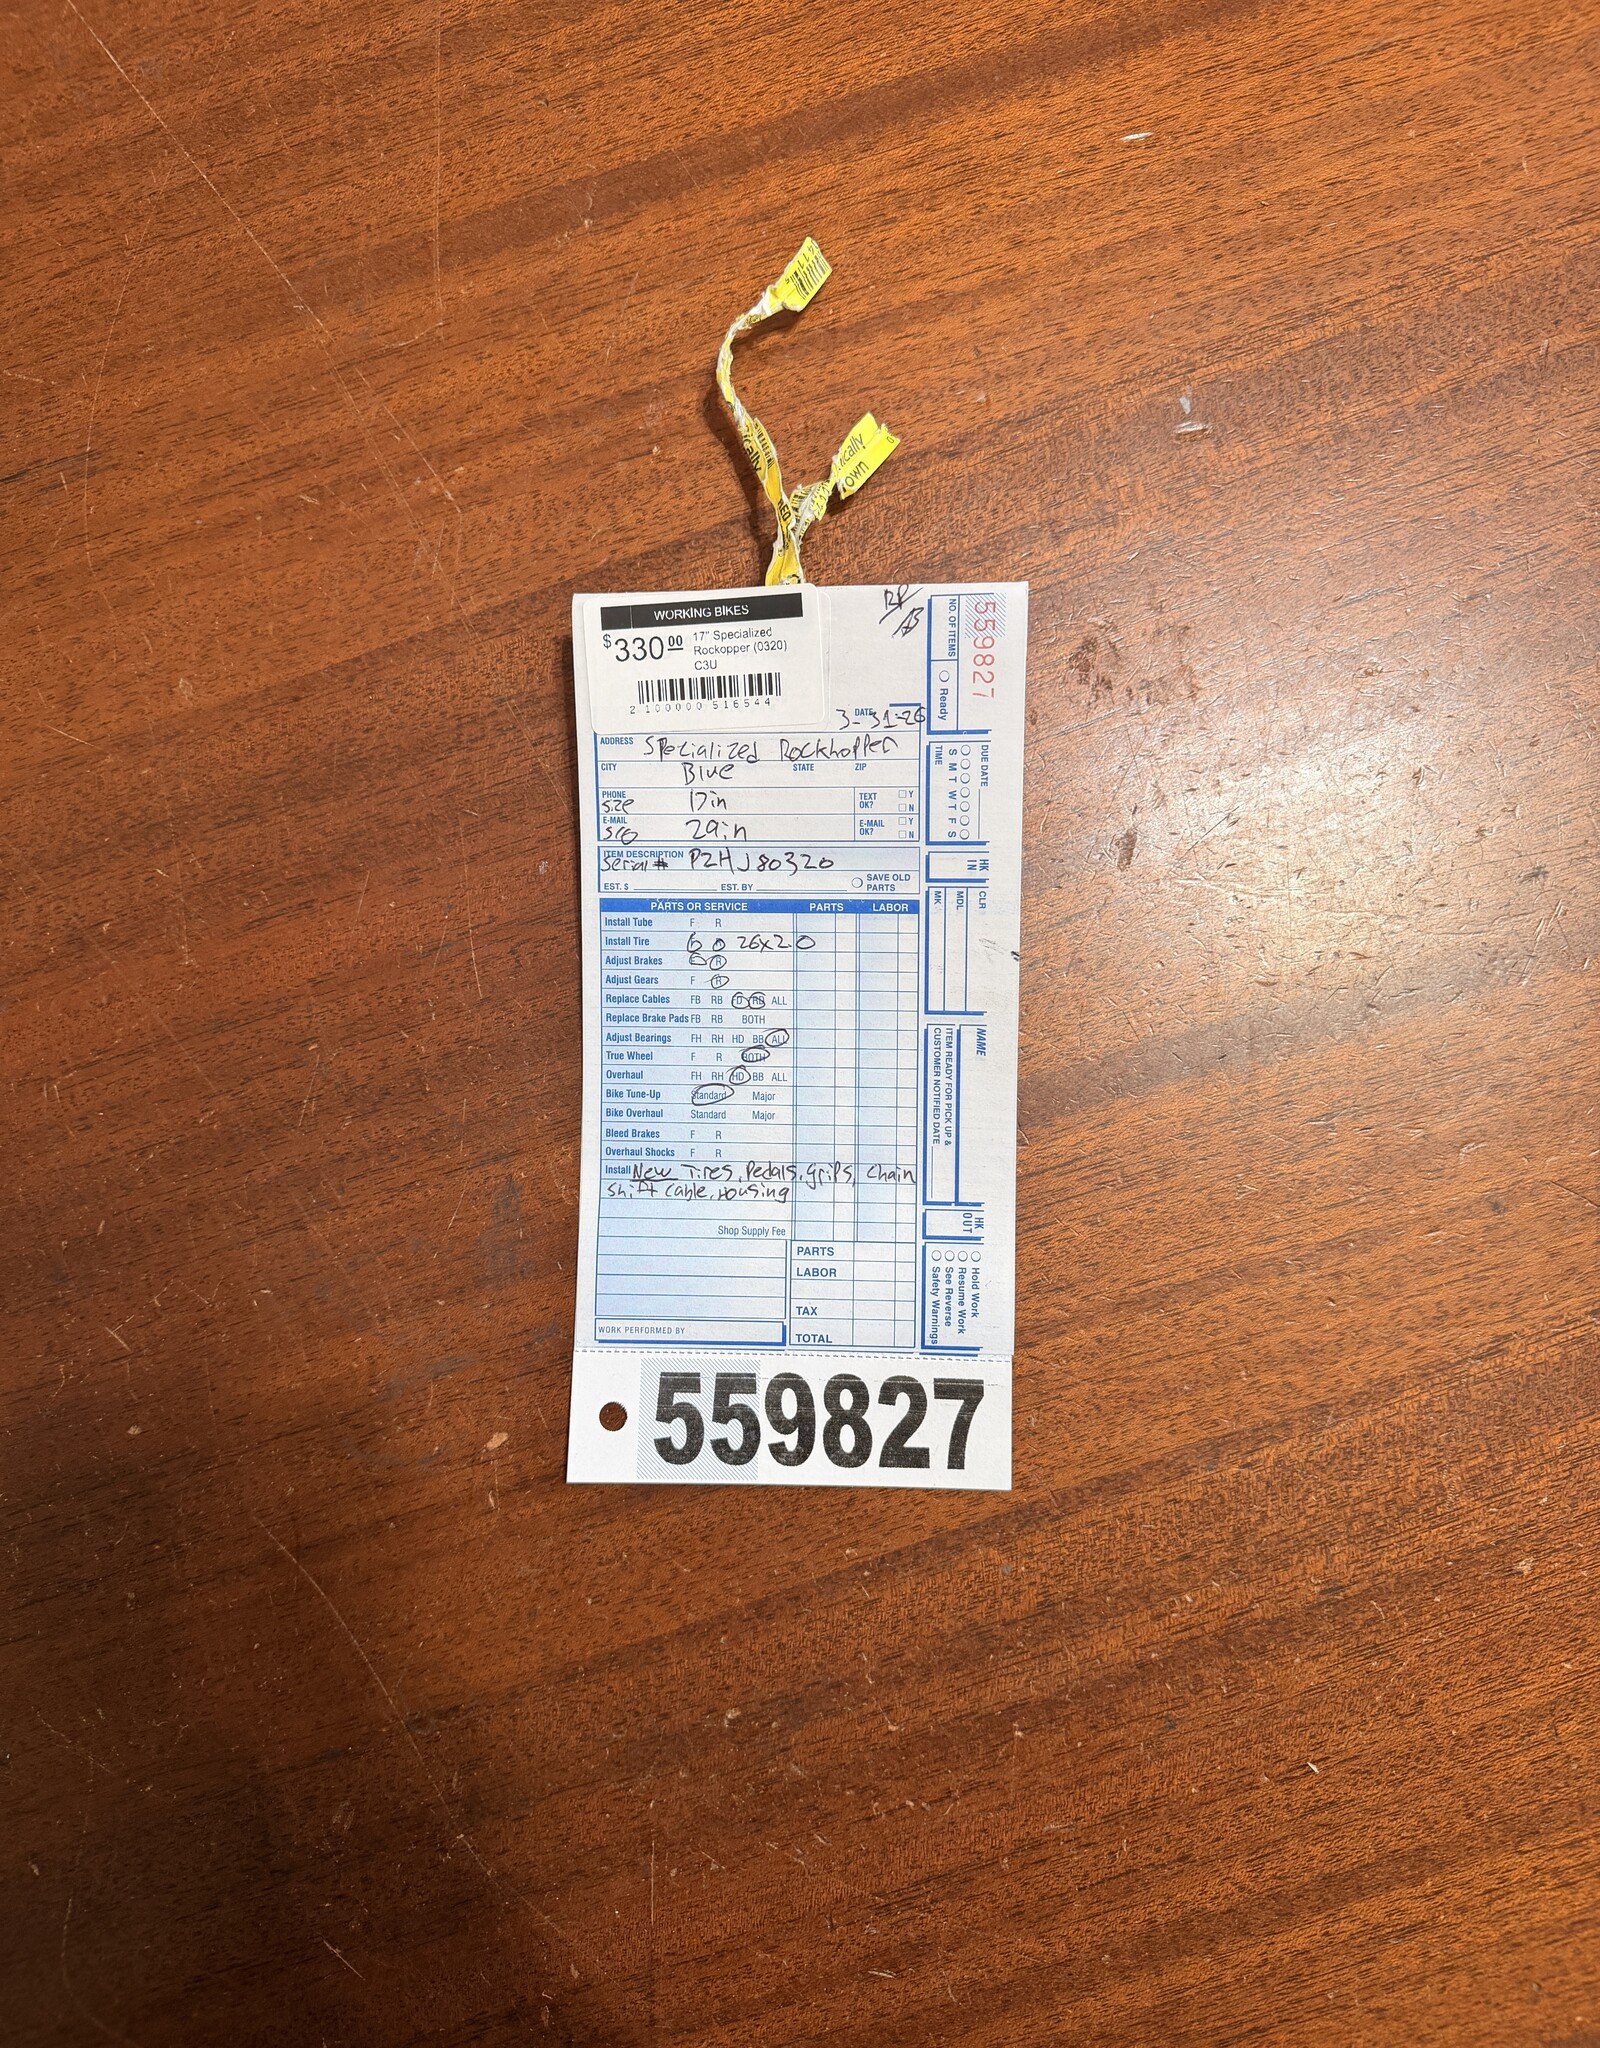 WORKING BIKES
$330.00 17" Specialized
Rockopper (0320)
C3U
2 100000 516544
559827
NO. OF ITEMS
Ready
DATE 3-31-26
ADDRESS Specialized Rockhopper
CITY Blue STATE ZIP
PHONE Size 17in TEXT OK? Y N
E-MAIL S/O 29in E-MAIL OK? Y N
ITEM DESCRIPTION Serial # P2HJ80320
EST. $ EST. BY SAVE OLD PARTS
PARTS OR SERVICE PARTS LABOR
Install Tube F R
Install Tire 26x2.0
Adjust Brakes F R
Adjust Gears F R
Replace Cables FB RB FD RD ALL
Replace Brake Pads FB RB BOTH
Adjust Bearings FH RH HD BB ALL
True Wheel F R BOTH
Overhaul FH RH HD BB ALL
Bike Tune-Up Standard Major
Bike Overhaul Standard Major
Bleed Brakes F R
Overhaul Shocks F R
Install New Tires, Pedals, Grips, Chain
Shift cable, Housing
Shop Supply Fee
PARTS
LABOR
TAX
TOTAL
WORK PERFORMED BY
DUE DATE
S M T W T F S
TIME
HK IN
CLR
MDL
MK
NAME
ITEM READY FOR PICK UP &
CUSTOMER NOTIFIED DATE
HK OUT
Hold Work
Resume Work
See Reverse
Safety Warnings
559827